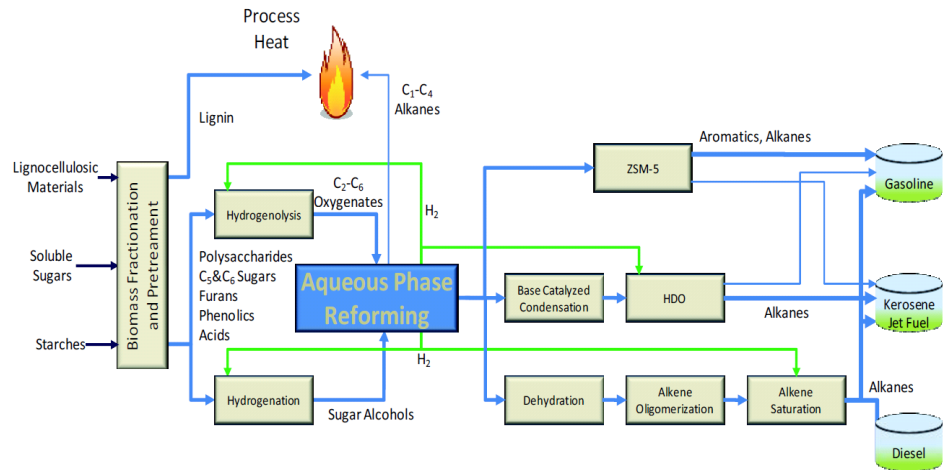 Process
Heat
C₁-C₄
Alkanes
Lignin
Lignocellulosic
Materials
Soluble
Sugars
Starches
Biomass Fractionation
and Pretreament
Hydrogenolysis
C₂-C₆
Oxygenates
H₂
Polysaccharides
C₅&C₆ Sugars
Furans
Phenolics
Acids
Aqueous Phase
Reforming
H₂
Hydrogenation
Sugar Alcohols
ZSM-5
Aromatics, Alkanes
Gasoline
Base Catalyzed
Condensation
HDO
Alkanes
Kerosene
Jet Fuel
Dehydration
Alkene
Oligomerization
Alkene
Saturation
Alkanes
Diesel